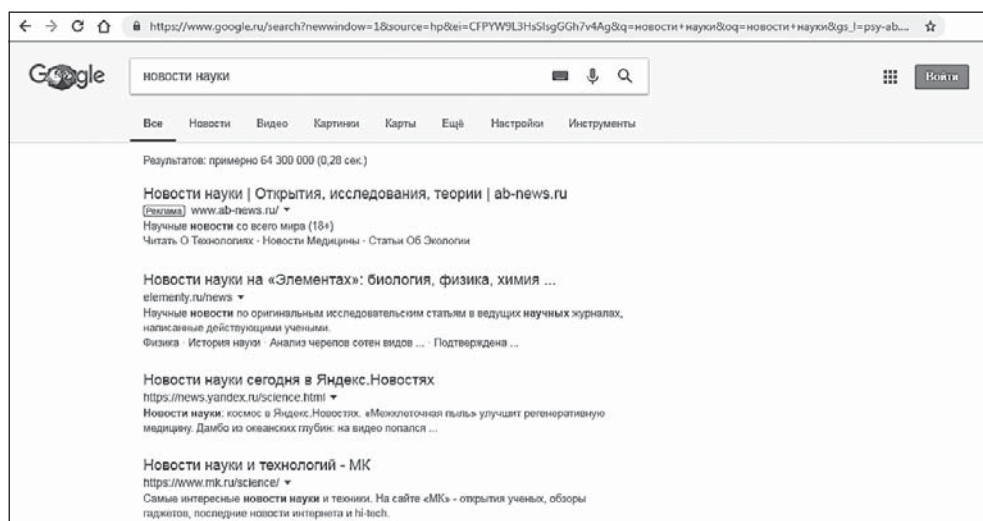 https://www.google.ru/search?newwindow=1&source=hp&ei=CFPYW9L3HsSlsgGGh7v4Ag&q=новости+науки&oq=новости+науки&gs_l=psy-ab....
Google
новости науки
Войти
Все Новости Видео Картинки Карты Ещё Настройки Инструменты
Результатов: примерно 64 300 000 (0,28 сек.)
Новости науки | Открытия, исследования, теории | ab-news.ru
Реклама www.ab-news.ru/
Научные новости со всего мира (18+)
Читать О Технологиях · Новости Медицины · Статьи Об Экологии
Новости науки на «Элементах»: биология, физика, химия ...
elementy.ru/news
Научные новости по оригинальным исследовательским статьям в ведущих научных журналах,
написанные действующими учеными.
Физика · История науки · Анализ черепов сотен видов ... · Подтверждена ...
Новости науки сегодня в Яндекс.Новостях
https://news.yandex.ru/science.html
Новости науки: космос в Яндекс.Новостях. «Межклеточная пыль» улучшит регенеративную
медицину. Дамбо из океанских глубин: на видео попался ...
Новости науки и технологий - МК
https://www.mk.ru/science/
Самые интересные новости науки и техники. На сайте «МК» - открытия ученых, обзоры
гаджетов, последние новости интернета и hi-tech.